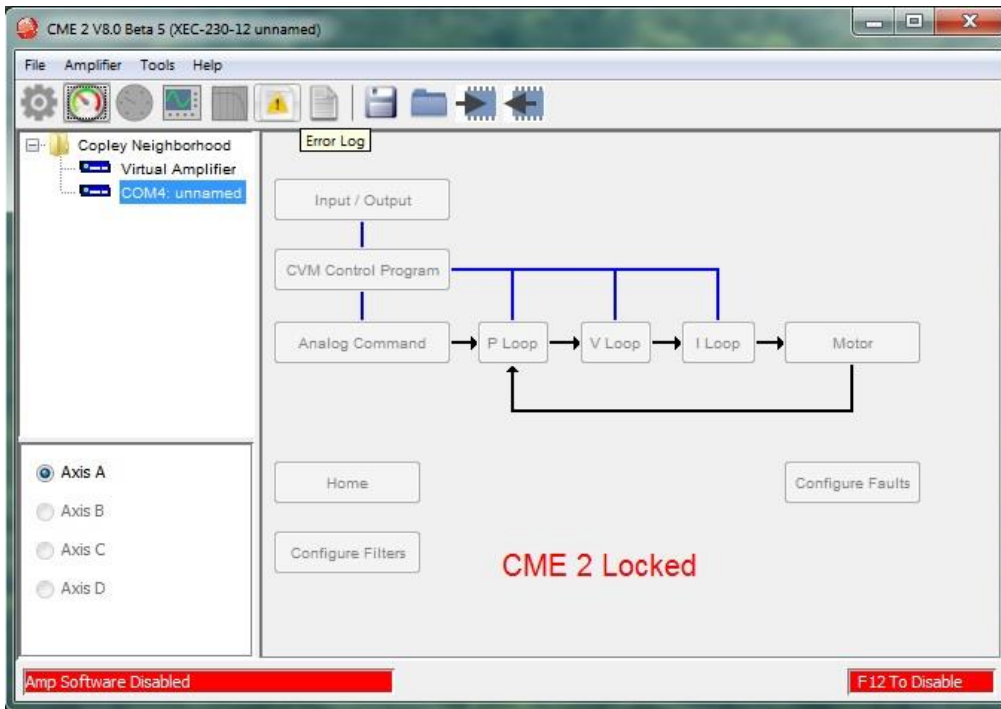 CME 2 V8.0 Beta 5 (XEC-230-12 unnamed)
File Amplifier Tools Help
Error Log
Copley Neighborhood
Virtual Amplifier
COM4: unnamed
Input / Output
CVM Control Program
Analog Command P Loop V Loop I Loop Motor
Axis A
Axis B
Axis C
Axis D
Home Configure Faults
Configure Filters
CME 2 Locked
Amp Software Disabled F12 To Disable